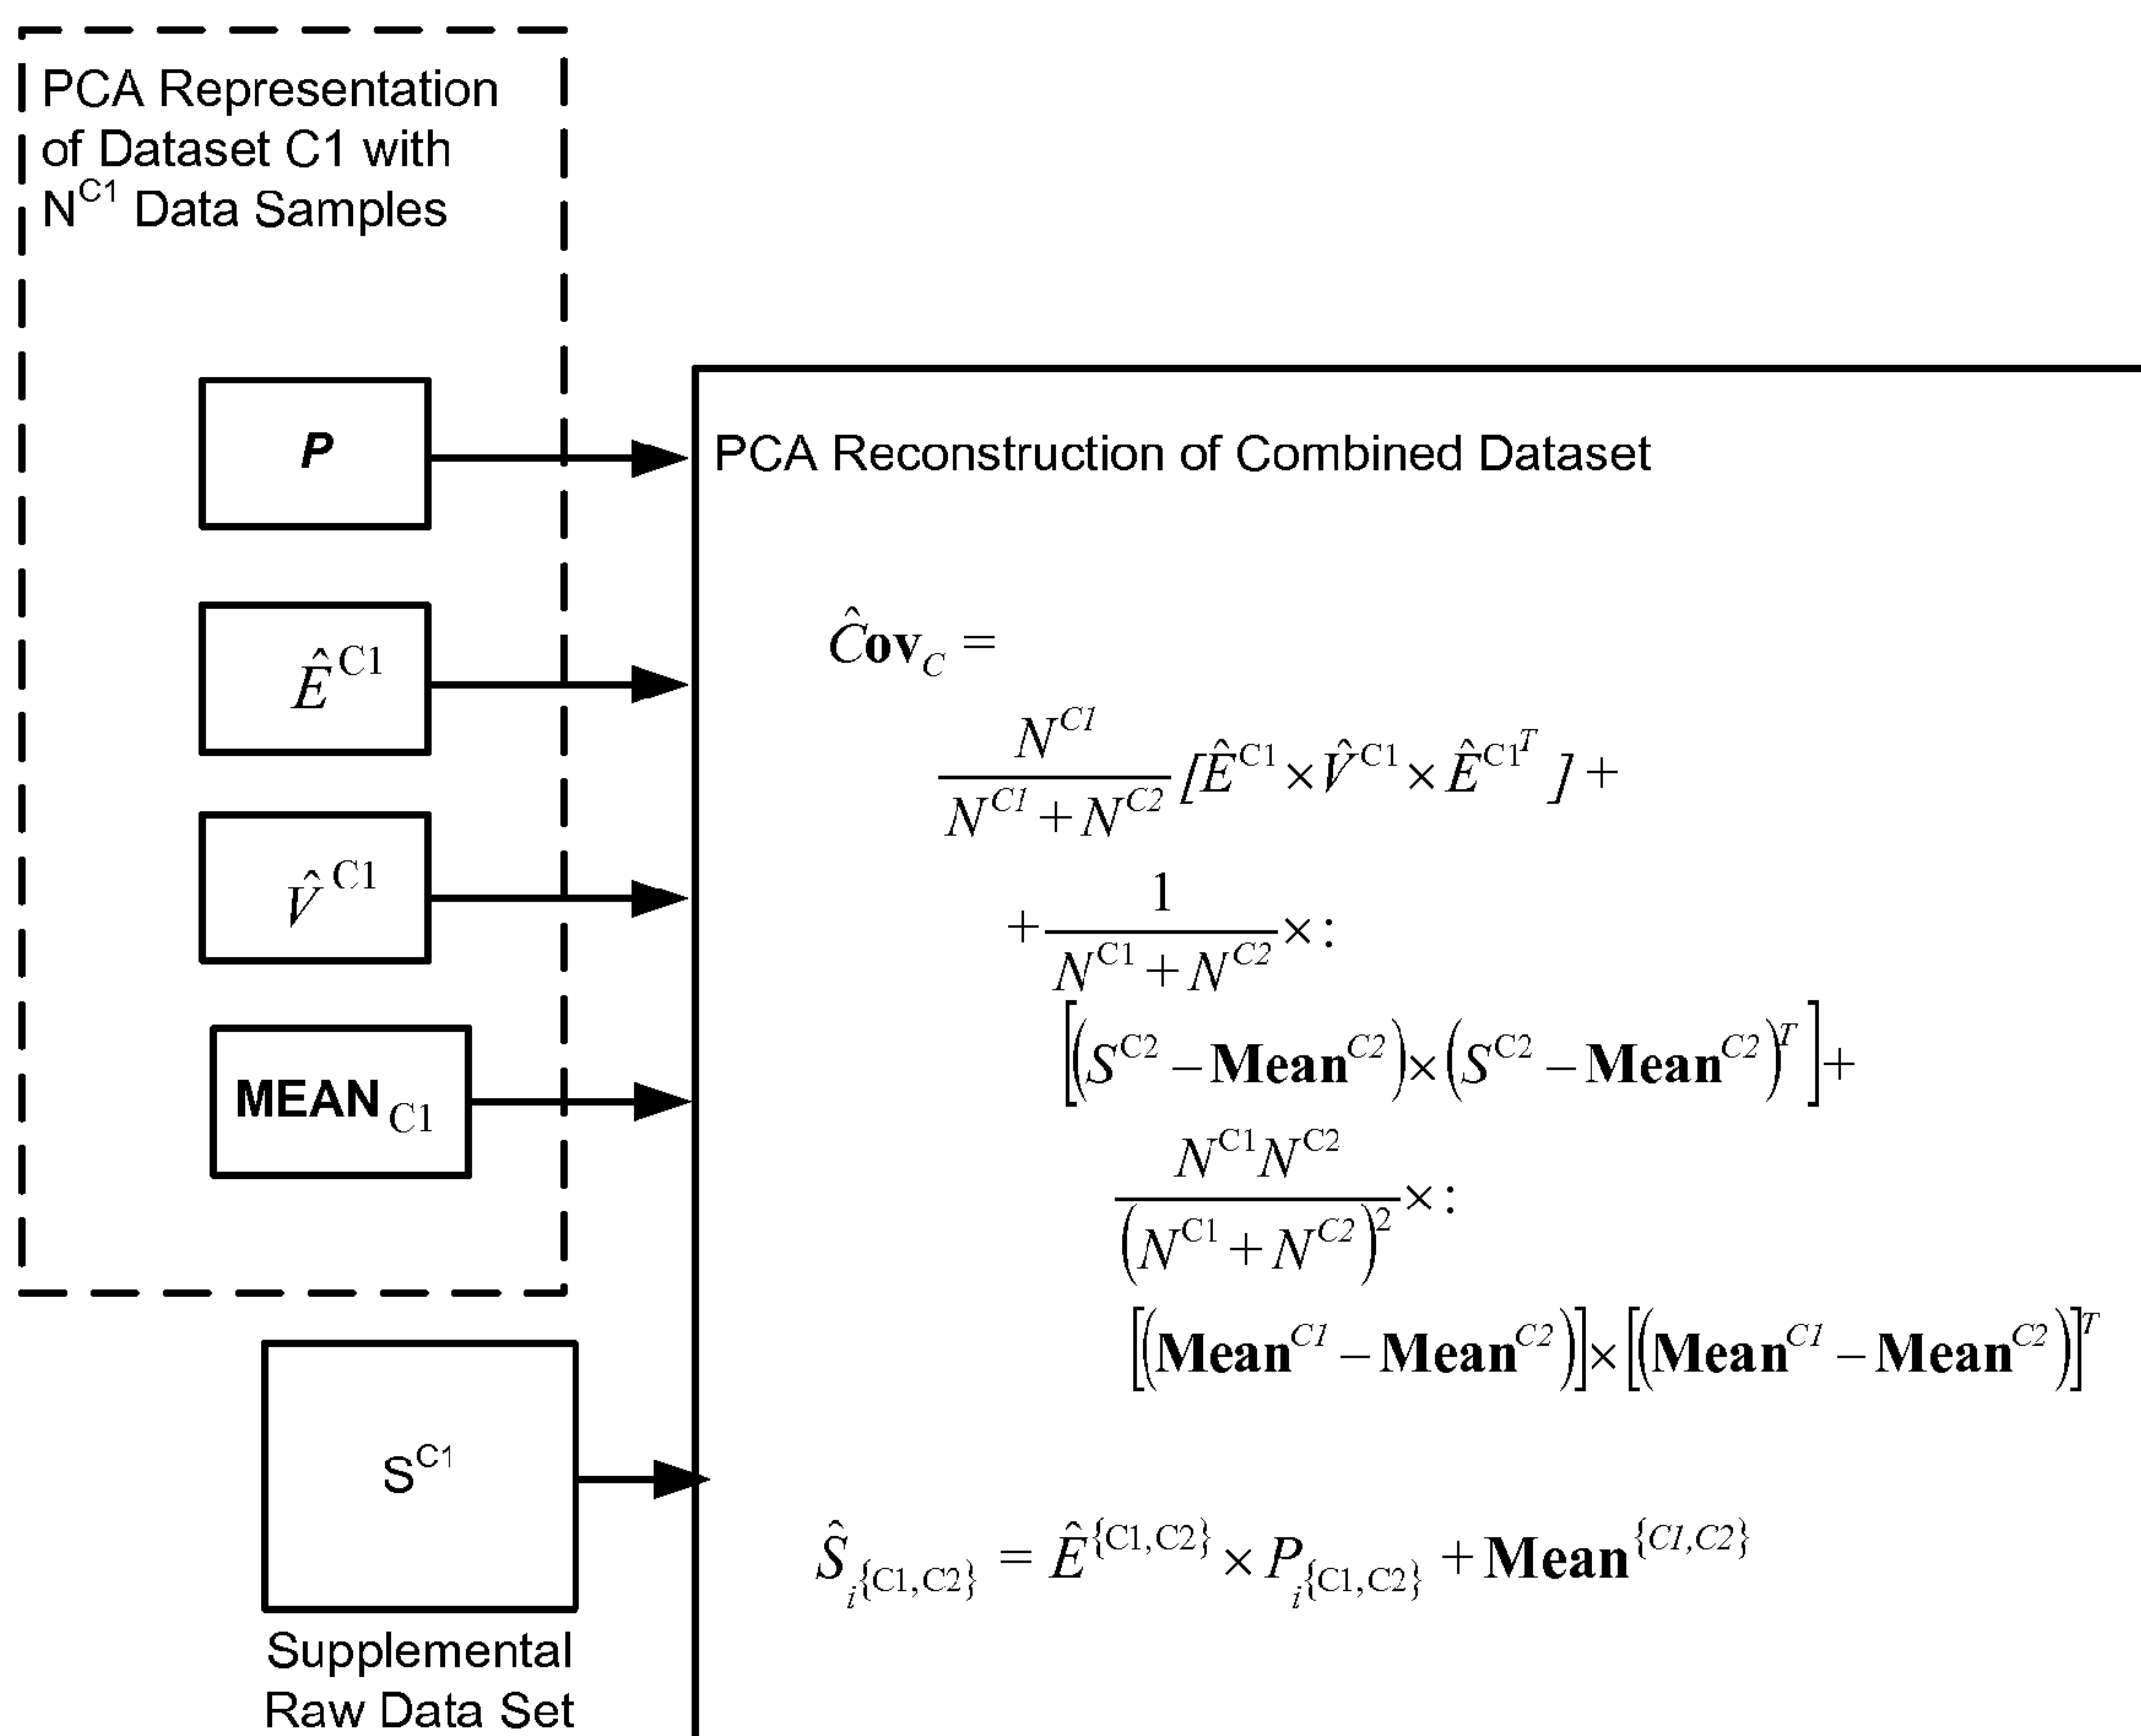 PCA Representation
of Dataset C1 with
N^C1 Data Samples
P
Ê^C1
V̂^C1
MEAN_C1
S^C1
Supplemental
Raw Data Set
PCA Reconstruction of Combined Dataset
Ĉov_C =
N^C1 / (N^C1 + N^C2) [Ê^C1 × V̂^C1 × Ê^C1^T ] +
+ 1 / (N^C1 + N^C2) × :
[(S^C2 − Mean^C2) × (S^C2 − Mean^C2)^T ] +
N^C1 N^C2 / (N^C1 + N^C2)^2 × :
[(Mean^C1 − Mean^C2)] × [(Mean^C1 − Mean^C2)]^T
Ŝ_i{C1,C2} = Ê^{C1,C2} × P_i{C1,C2} + Mean^{C1,C2}